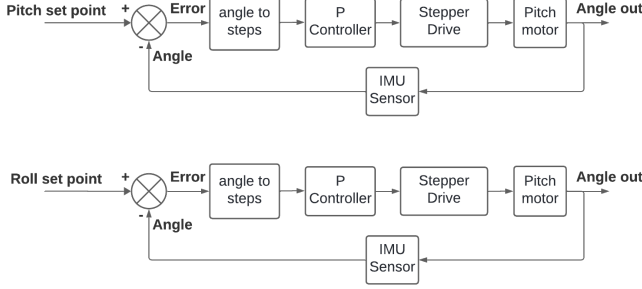 Pitch set point
+
Error
angle to
steps
P
Controller
Stepper
Drive
Pitch
motor
Angle out
-
Angle
IMU
Sensor
Roll set point
+
Error
angle to
steps
P
Controller
Stepper
Drive
Pitch
motor
Angle out
-
Angle
IMU
Sensor